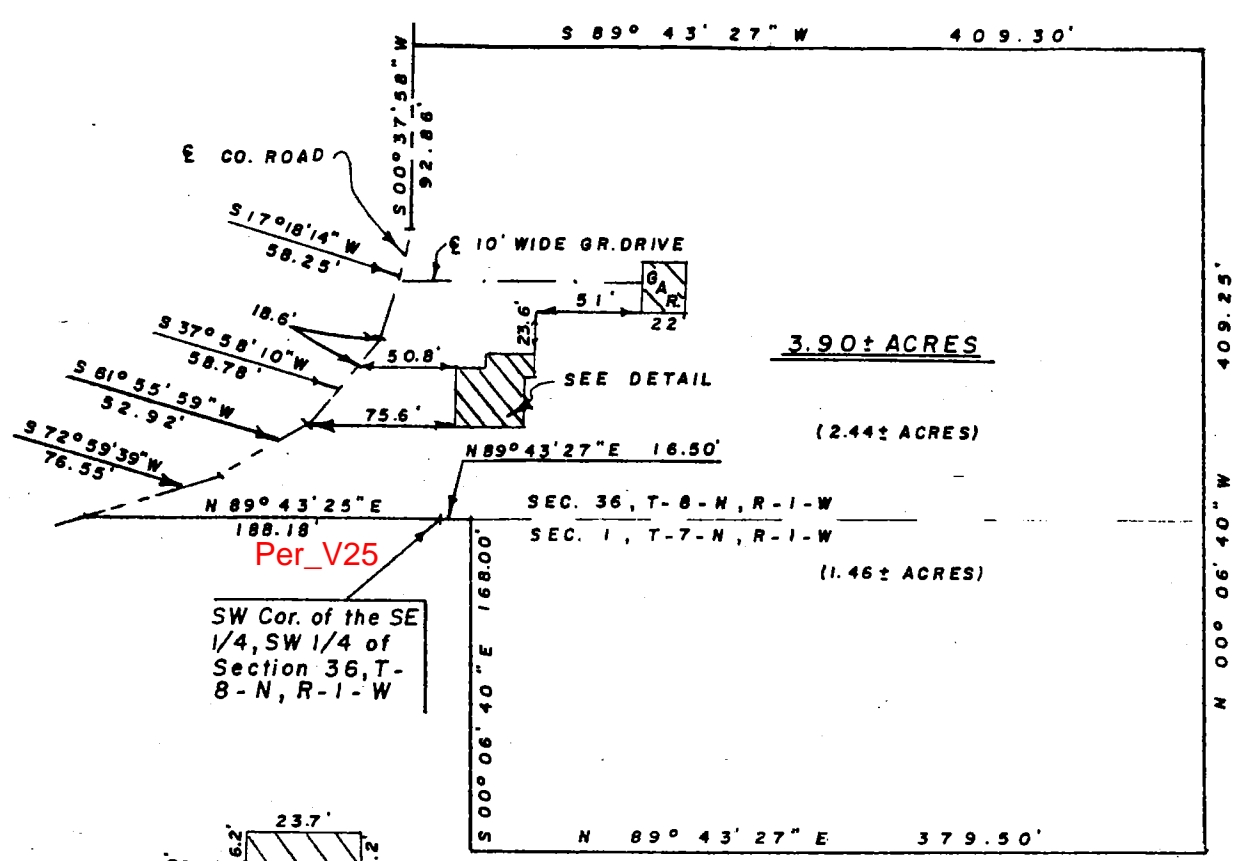 S 89° 43' 27" W 409.30'
S 00° 37' 58" W
92.86'
℄ CO. ROAD
S 17° 18' 14" W
58.25'
℄ 10' WIDE GR. DRIVE
GAR.
51'
22'
23.6'
18.6'
S 37° 58' 10" W
58.78'
50.8'
3.90± ACRES
SEE DETAIL
S 61° 55' 59" W
52.92'
75.6'
(2.44± ACRES)
409.25'
S 72° 59' 39" W
76.55'
N 89° 43' 27" E 16.50'
N 89° 43' 25" E
188.18'
SEC. 36, T-8-N, R-1-W
SEC. 1, T-7-N, R-1-W
Per_V25
(1.46± ACRES)
168.00'
SW Cor. of the SE
1/4, SW 1/4 of
Section 36, T-
8-N, R-1-W
N 00° 06' 40" W
S 00° 06' 40" E
23.7'
6.2'
N 89° 43' 27" E 379.50'